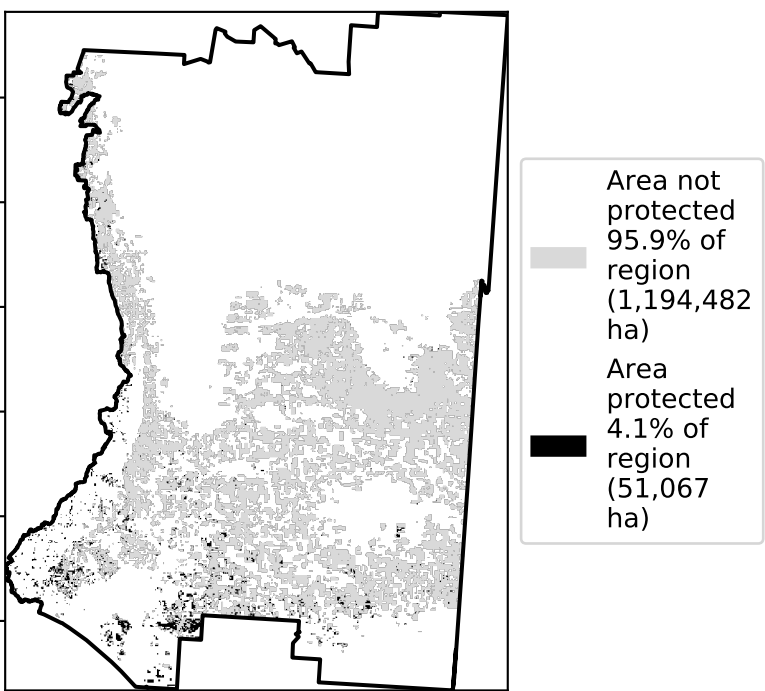 Area not
protected
95.9% of
region
(1,194,482
ha)
Area
protected
4.1% of
region
(51,067
ha)